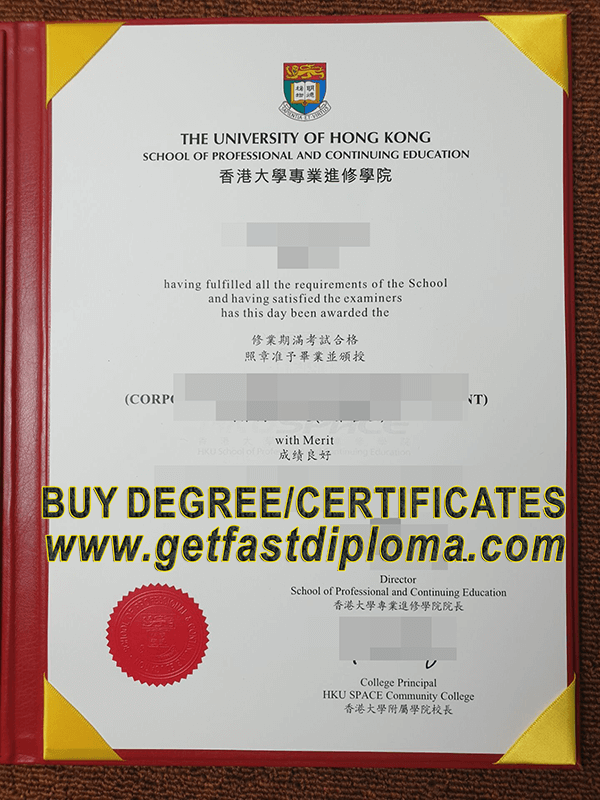 THE UNIVERSITY OF HONG KONG
SCHOOL OF PROFESSIONAL AND CONTINUING EDUCATION
香港大學專業進修學院
having fulfilled all the requirements of the School
and having satisfied the examiners
has this day been awarded the
修業期滿考試合格
照章准予畢業並頒授
with Merit
成績良好
BUY DEGREE/CERTIFICATES
www.getfastdiploma.com
Director
School of Professional and Continuing Education
香港大學專業進修學院院長
College Principal
HKU SPACE Community College
香港大學附屬學院校長